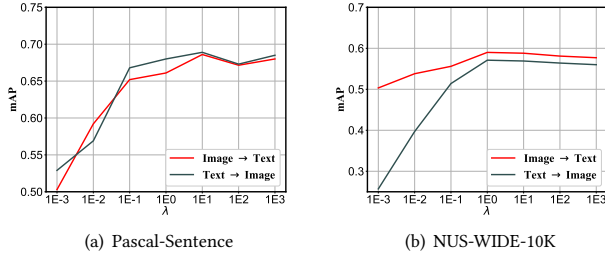 0.75
0.70
0.65
0.60
0.55
0.50
mAP
Image → Text
Text → Image
1E-3 1E-2 1E-1 1E0 1E1 1E2 1E3
λ
(a) Pascal-Sentence
0.7
0.6
0.5
0.4
0.3
mAP
Image → Text
Text → Image
1E-3 1E-2 1E-1 1E0 1E1 1E2 1E3
λ
(b) NUS-WIDE-10K